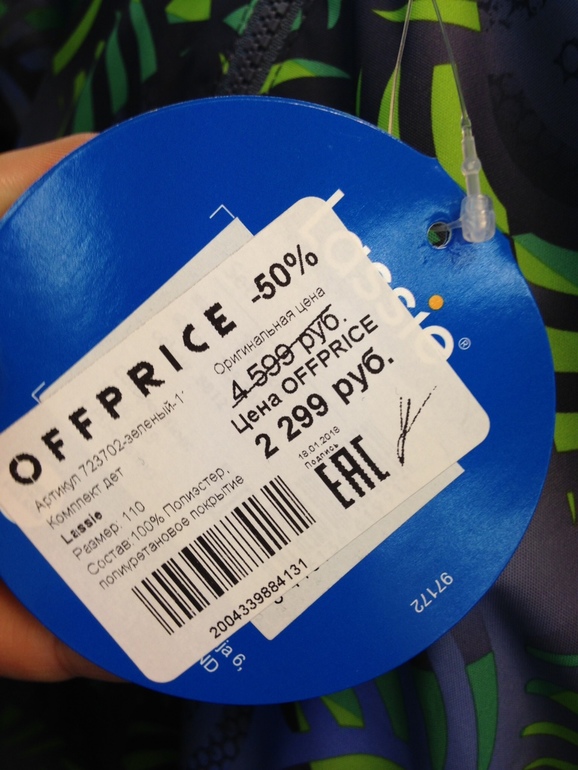 Lassie®
OFFPRICE -50%
Артикул 723702-зеленый-1
Комплект дет
Lassie
Размер: 110
Состав:100% Полиэстер,
полиуретановое покрытие
Оригинальная цена
4 599 руб.
Цена OFFPRICE
2 299 руб.
18.01.2018
Подпись
EAC
2004339884131
97172